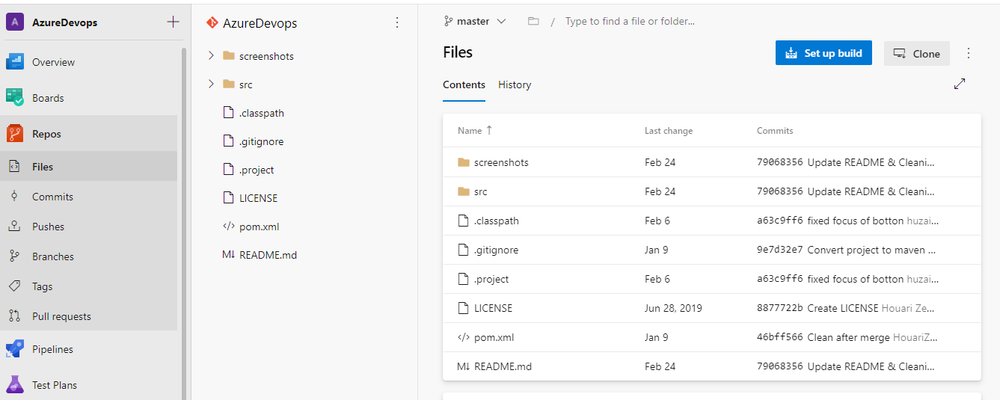 A AzureDevops
Overview
Boards
Repos
Files
Commits
Pushes
Branches
Tags
Pull requests
Pipelines
Test Plans
AzureDevops
screenshots
src
.classpath
.gitignore
.project
LICENSE
pom.xml
M↓ README.md
master / Type to find a file or folder...
Files
Set up build Clone
Contents History
Name ↑ Last change Commits
screenshots Feb 24 79068356 Update README & Cleani...
src Feb 24 79068356 Update README & Cleani...
.classpath Feb 6 a63c9ff6 fixed focus of botton huzai...
.gitignore Jan 9 9e7d32e7 Convert project to maven ...
.project Feb 6 a63c9ff6 fixed focus of botton huzai...
LICENSE Jun 28, 2019 8877722b Create LICENSE Houari Ze...
pom.xml Jan 9 46bff566 Clean after merge HouariZ...
M↓ README.md Feb 24 79068356 Update README & Cleani...